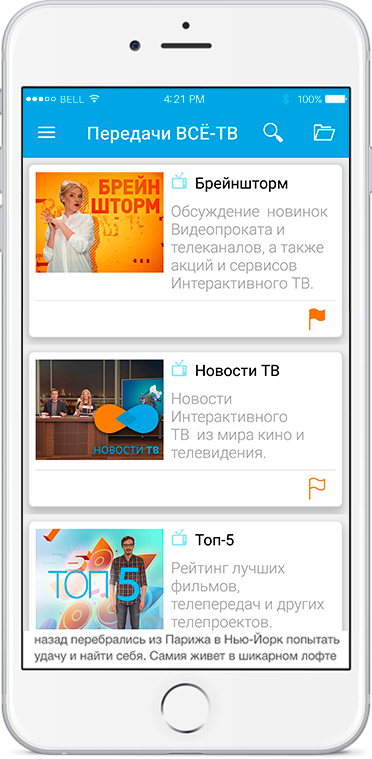 BELL 4:21 PM 100%
Передачи ВСЁ-ТВ
БРЕЙН
ШТОРМ
Брейншторм
Обсуждение новинок
Видеопроката и
телеканалов, а также
акций и сервисов
Интерактивного ТВ.
НОВОСТИ ТВ
Новости ТВ
Новости
Интерактивного
ТВ из мира кино и
телевидения.
ТОП 5
Топ-5
Рейтинг лучших
фильмов,
телепередач и других
телепроектов.
назад перебрались из Парижа в Нью-Йорк попытать
удачу и найти себя. Самия живет в шикарном лофте